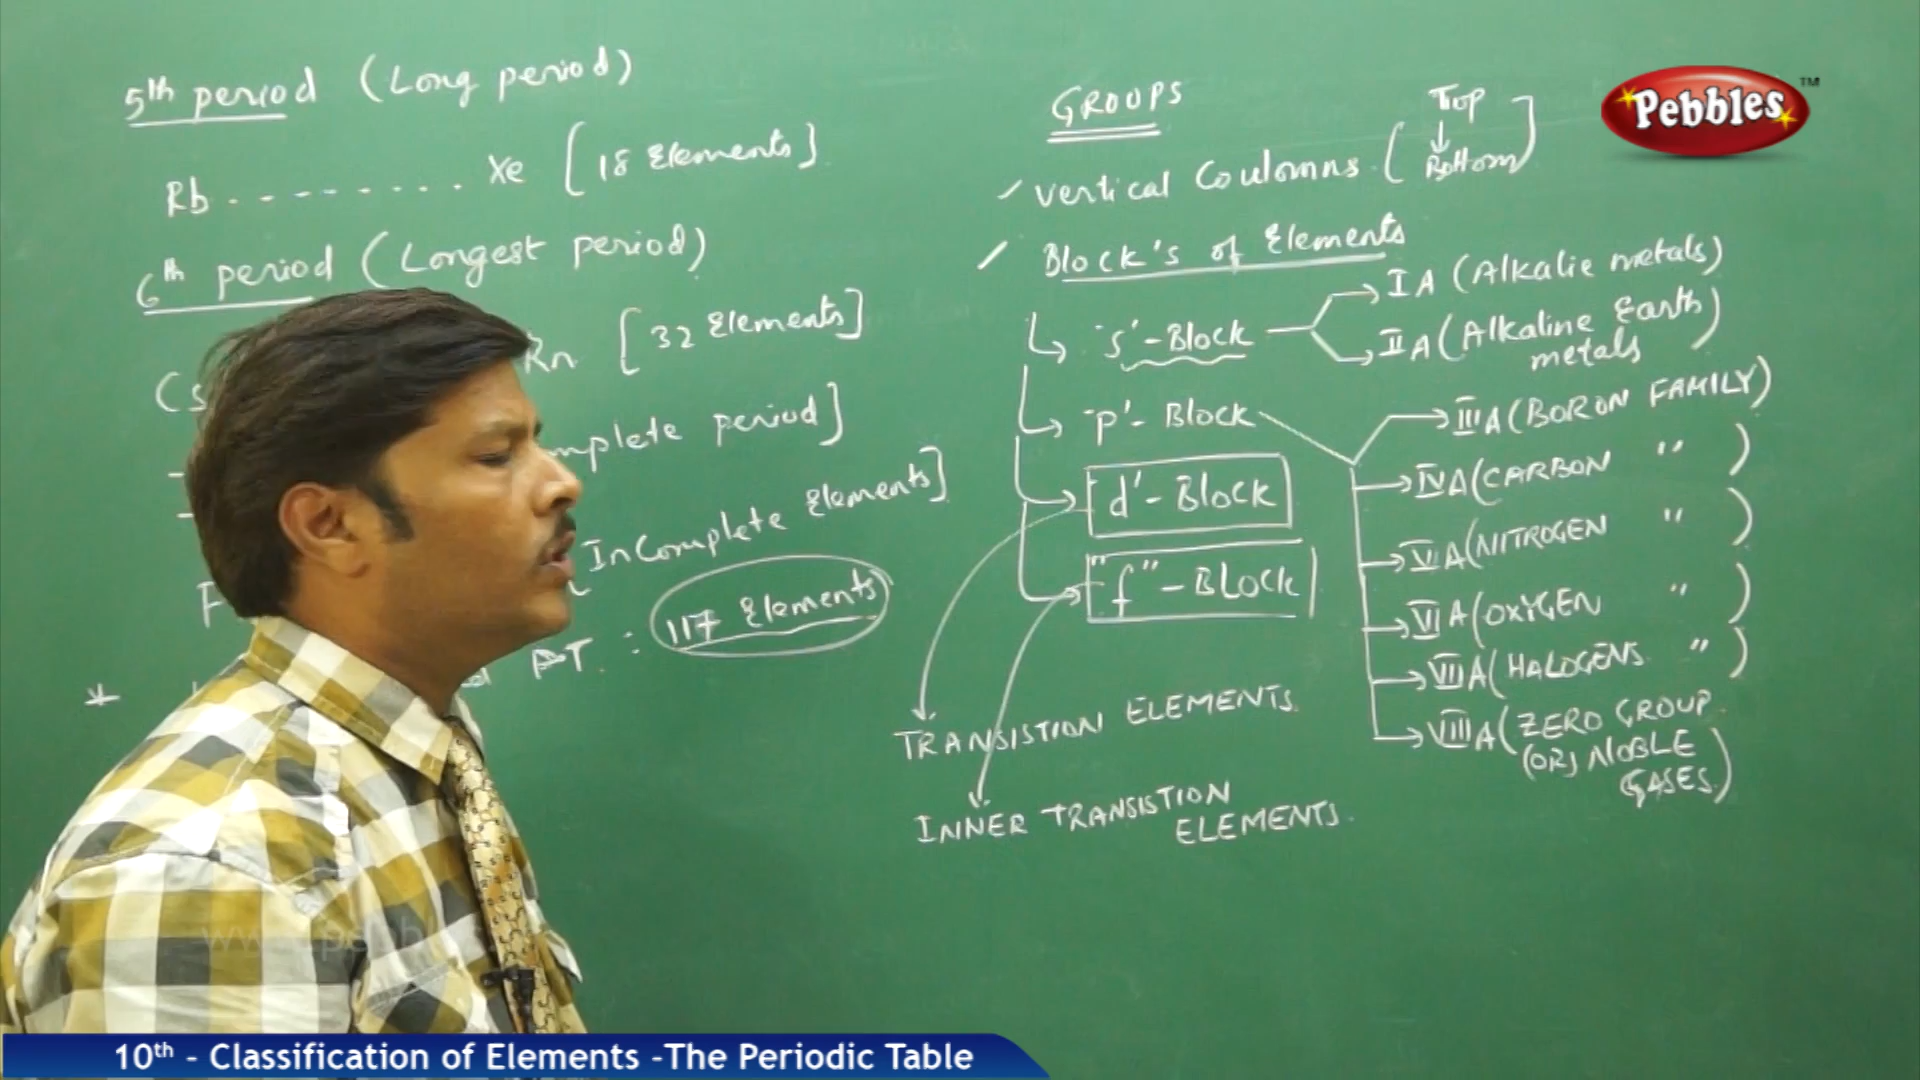 5th period (Long period)
Rb - - - - - - - - Xe [18 Elements]
6th period (Longest period)
Cs
Rn [32 Elements]
period]
InComplete Elements]
P.T. : 117 Elements
GROUPS
vertical Coulomns (Top ↓ Bottom]
Block's of Elements
's'-Block
IA (Alkalie metals)
IIA (Alkaline Earth metals)
'p'- Block
IIIA (BORON FAMILY)
IVA (CARBON " )
VA (NITROGEN " )
VIA (OXYGEN " )
VIIA (HALOGENS " )
VIIIA (ZERO GROUP
(OR) NOBLE
GASES)
'd'-Block
"f"-BLock
TRANSISTION ELEMENTS.
INNER TRANSISTION
ELEMENTS.
Pebbles™
10th - Classification of Elements -The Periodic Table